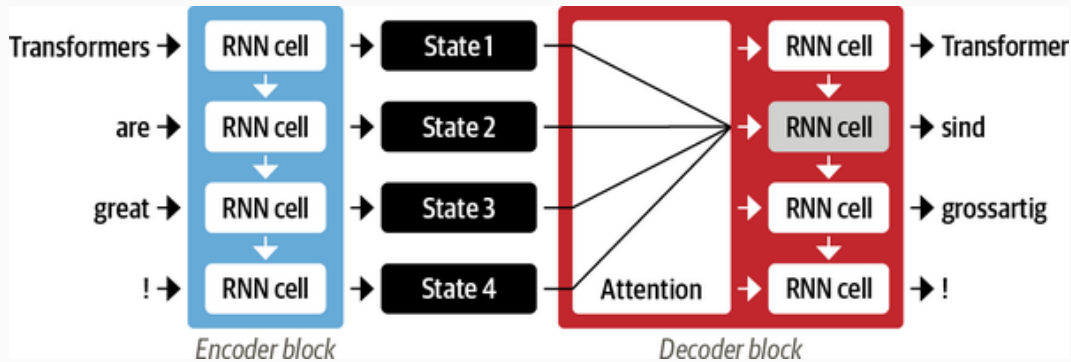 Transformers RNN cell State 1 RNN cell Transformer
are RNN cell State 2 RNN cell sind
great RNN cell State 3 RNN cell grossartig
! RNN cell State 4 Attention RNN cell !
Encoder block Decoder block